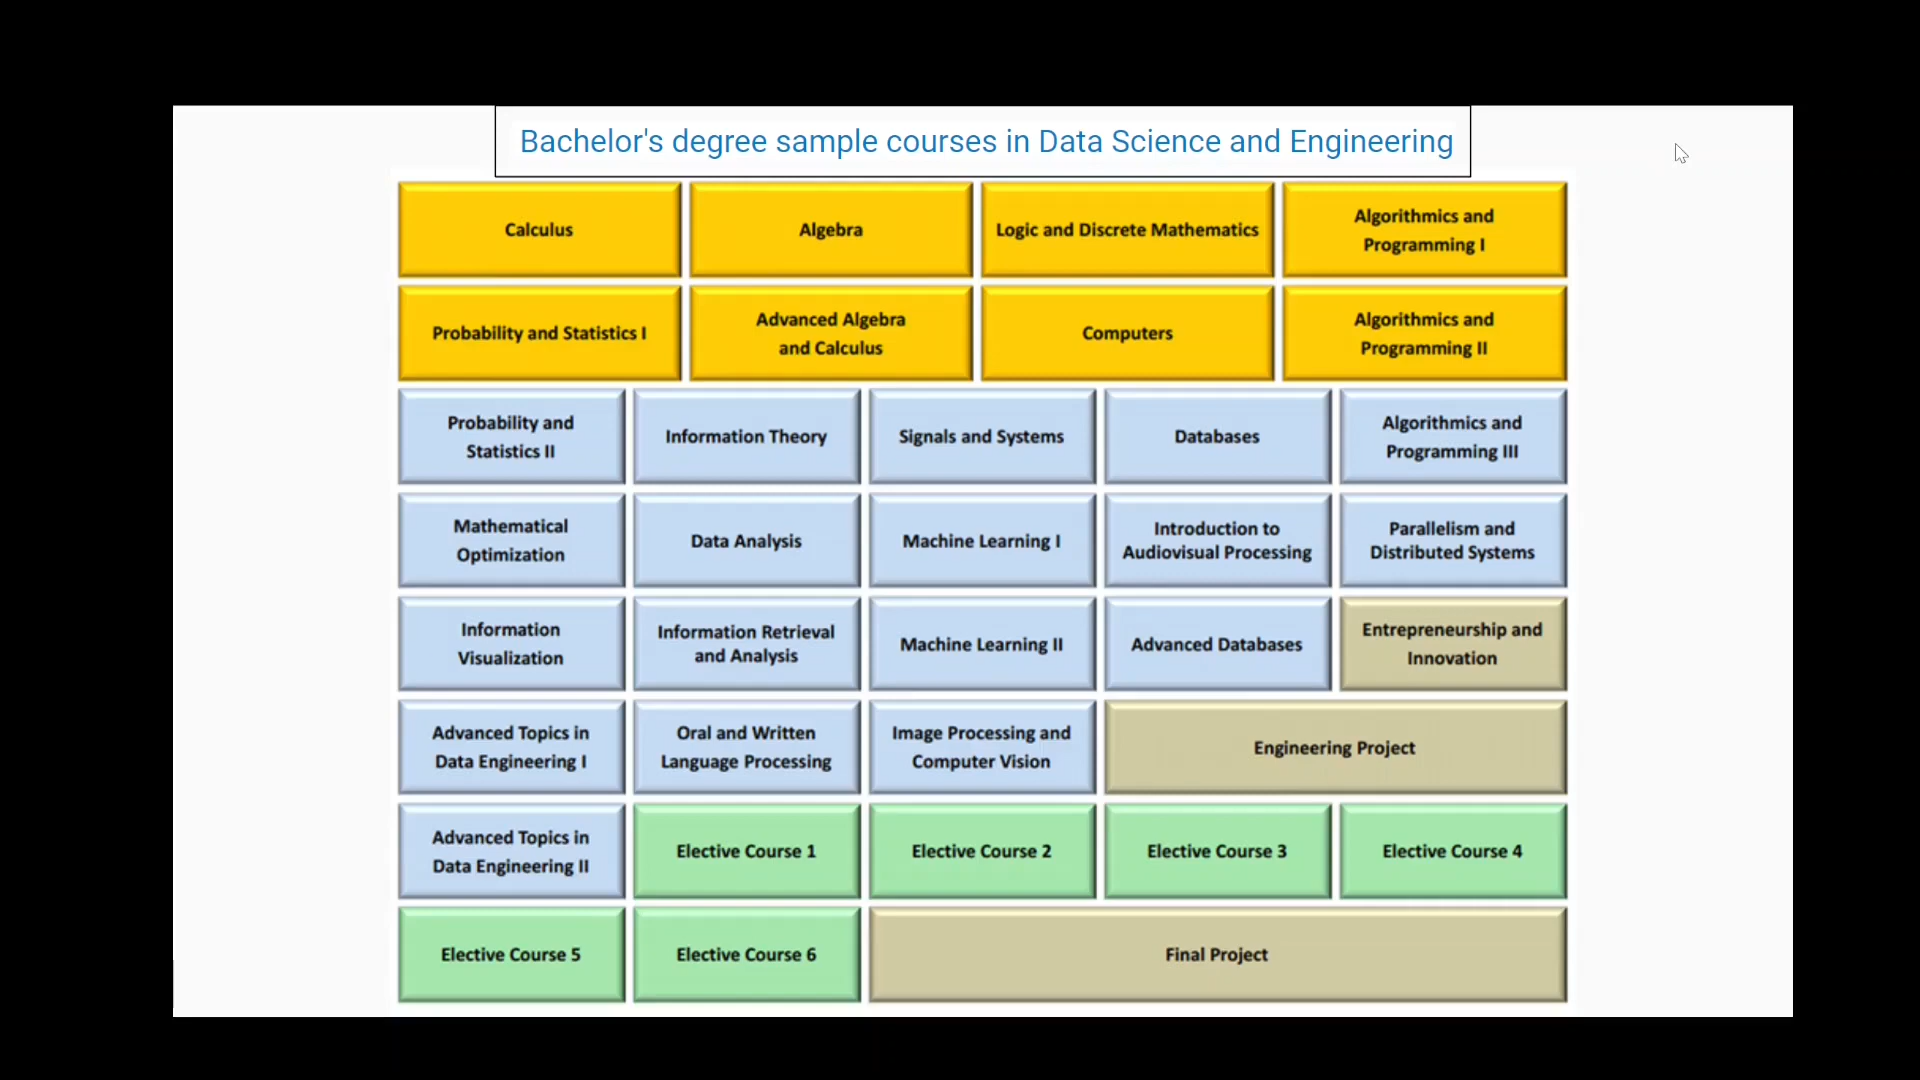 Bachelor's degree sample courses in Data Science and Engineering
Calculus
Algebra
Logic and Discrete Mathematics
Algorithmics and
Programming I
Probability and Statistics I
Advanced Algebra
and Calculus
Computers
Algorithmics and
Programming II
Probability and
Statistics II
Information Theory
Signals and Systems
Databases
Algorithmics and
Programming III
Mathematical
Optimization
Data Analysis
Machine Learning I
Introduction to
Audiovisual Processing
Parallelism and
Distributed Systems
Information
Visualization
Information Retrieval
and Analysis
Machine Learning II
Advanced Databases
Entrepreneurship and
Innovation
Advanced Topics in
Data Engineering I
Oral and Written
Language Processing
Image Processing and
Computer Vision
Engineering Project
Advanced Topics in
Data Engineering II
Elective Course 1
Elective Course 2
Elective Course 3
Elective Course 4
Elective Course 5
Elective Course 6
Final Project